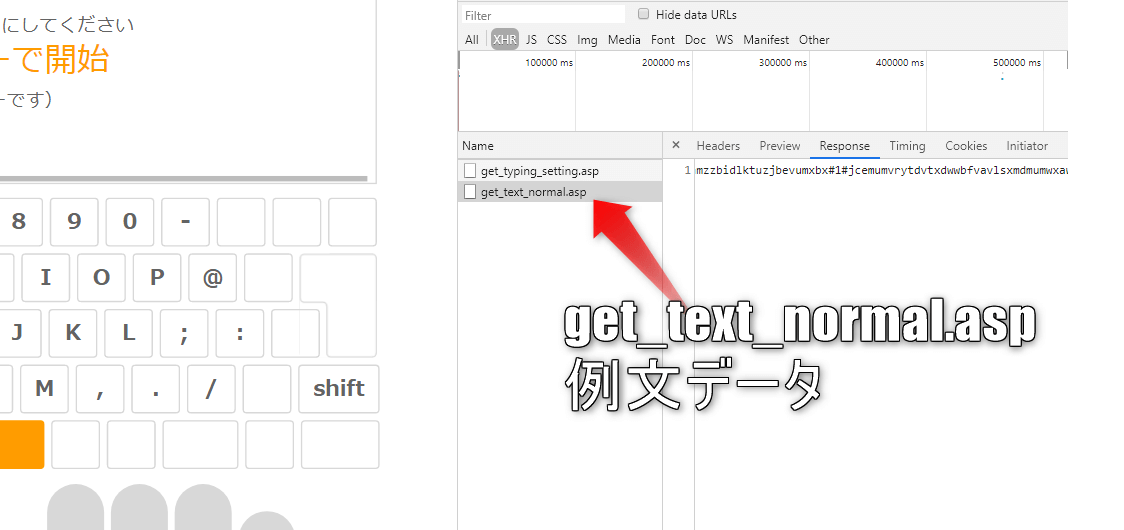 にしてください
ーで開始
ーです）
8 9 0 -
I O P @
J K L ; :
M , . / shift
Filter Hide data URLs
All XHR JS CSS Img Media Font Doc WS Manifest Other
100000 ms 200000 ms 300000 ms 400000 ms 500000 ms
Name × Headers Preview Response Timing Cookies Initiator
get_typing_setting.asp
get_text_normal.asp
1 mzzbidlktuzjbevumxbx#1#jcemumvrytdvtxdwwbfvavlsxmdmumwxaw
get_text_normal.asp
例文データ